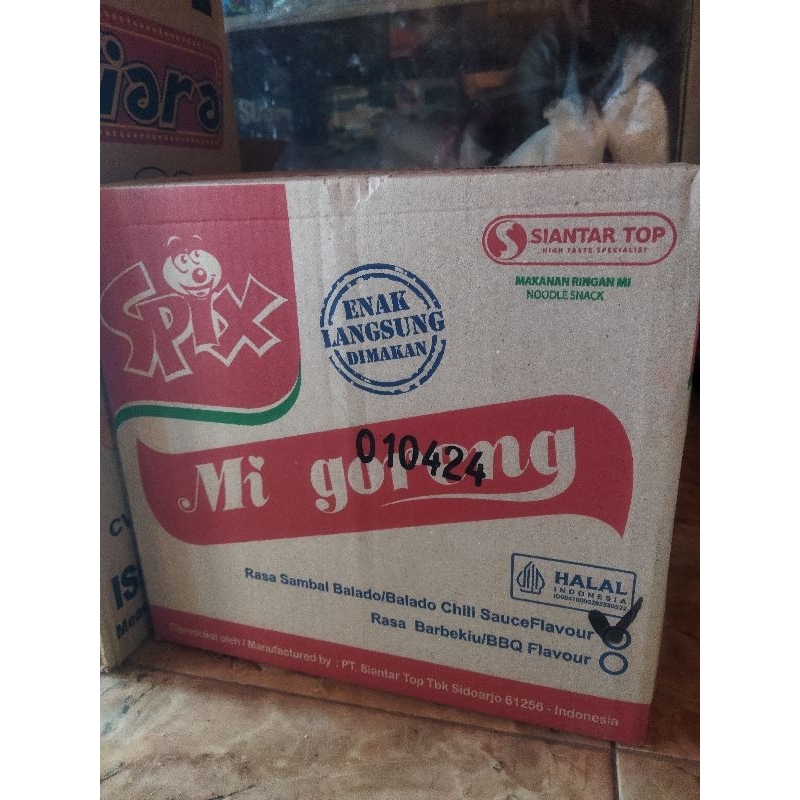 SPIX
ENAK
LANGSUNG
DIMAKAN
SIANTAR TOP
HIGH TASTE SPECIALIST
MAKANAN RINGAN MI
NOODLE SNACK
Mi goreng
010424
HALAL
INDONESIA
Rasa Sambal Balado/Balado Chili SauceFlavour
Rasa Barbekiu/BBQ Flavour
Diproduksi oleh / Manufactured by : PT. Siantar Top Tbk Sidoarjo 61256 - Indonesia